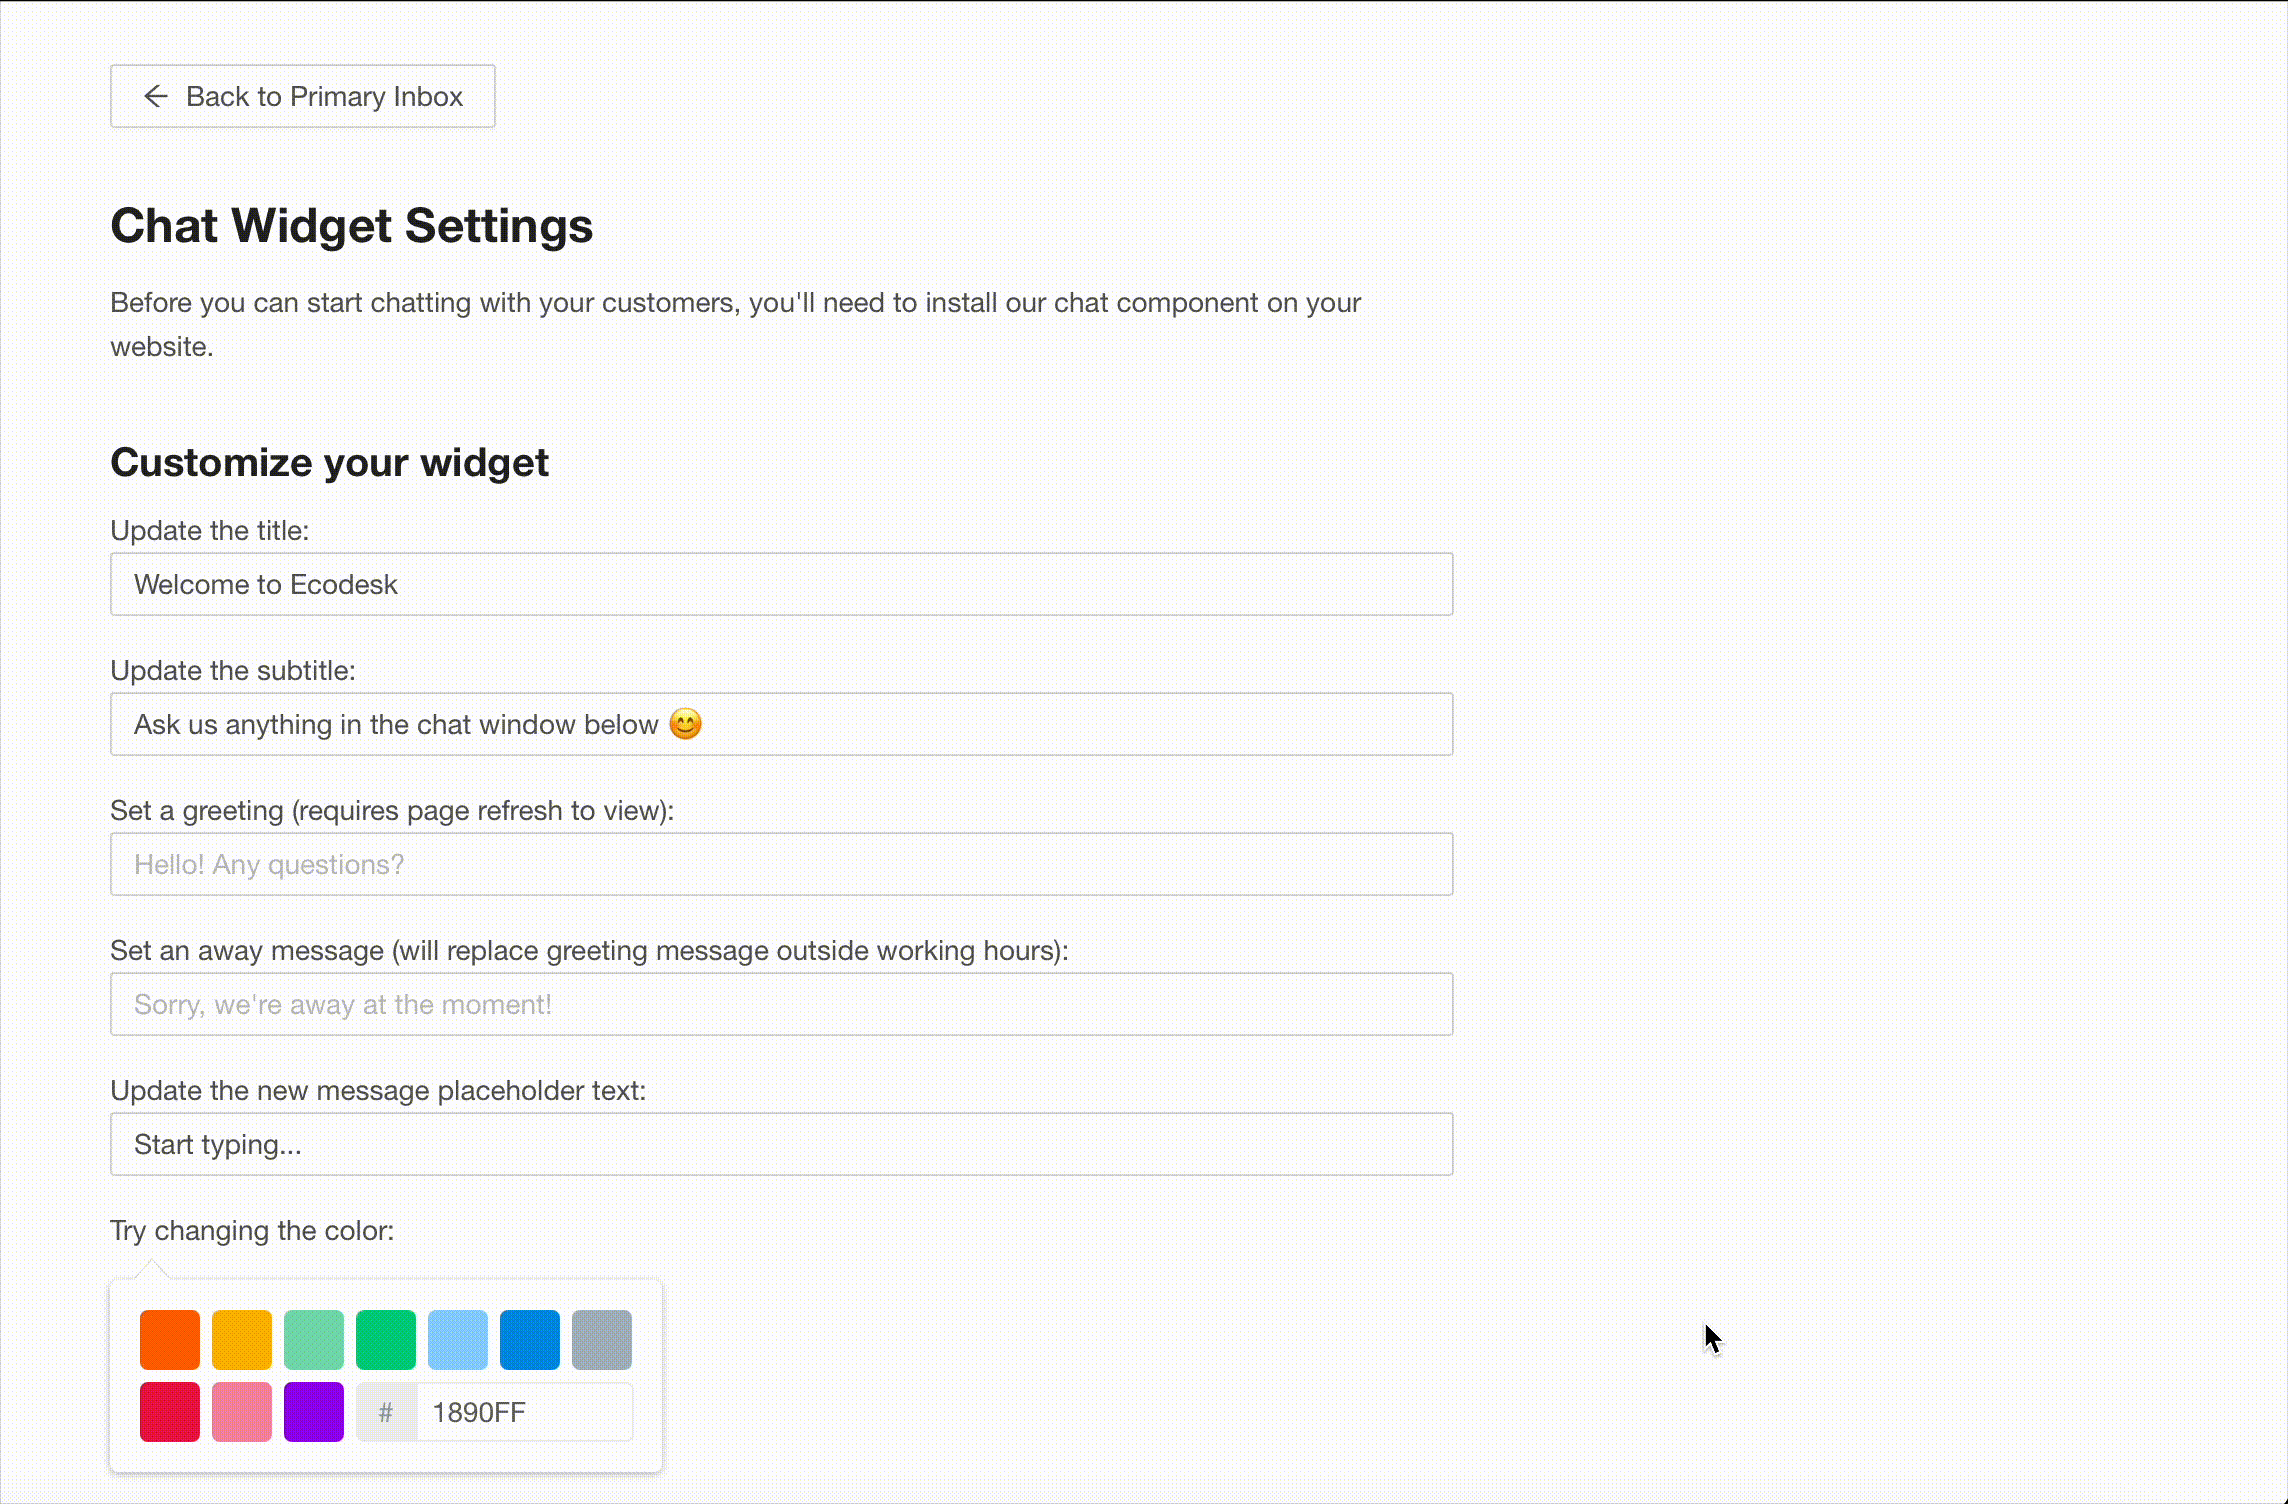 ← Back to Primary Inbox
Chat Widget Settings
Before you can start chatting with your customers, you'll need to install our chat component on your
website.
Customize your widget
Update the title:
Welcome to Ecodesk
Update the subtitle:
Ask us anything in the chat window below 😊
Set a greeting (requires page refresh to view):
Hello! Any questions?
Set an away message (will replace greeting message outside working hours):
Sorry, we're away at the moment!
Update the new message placeholder text:
Start typing...
Try changing the color:
# 1890FF